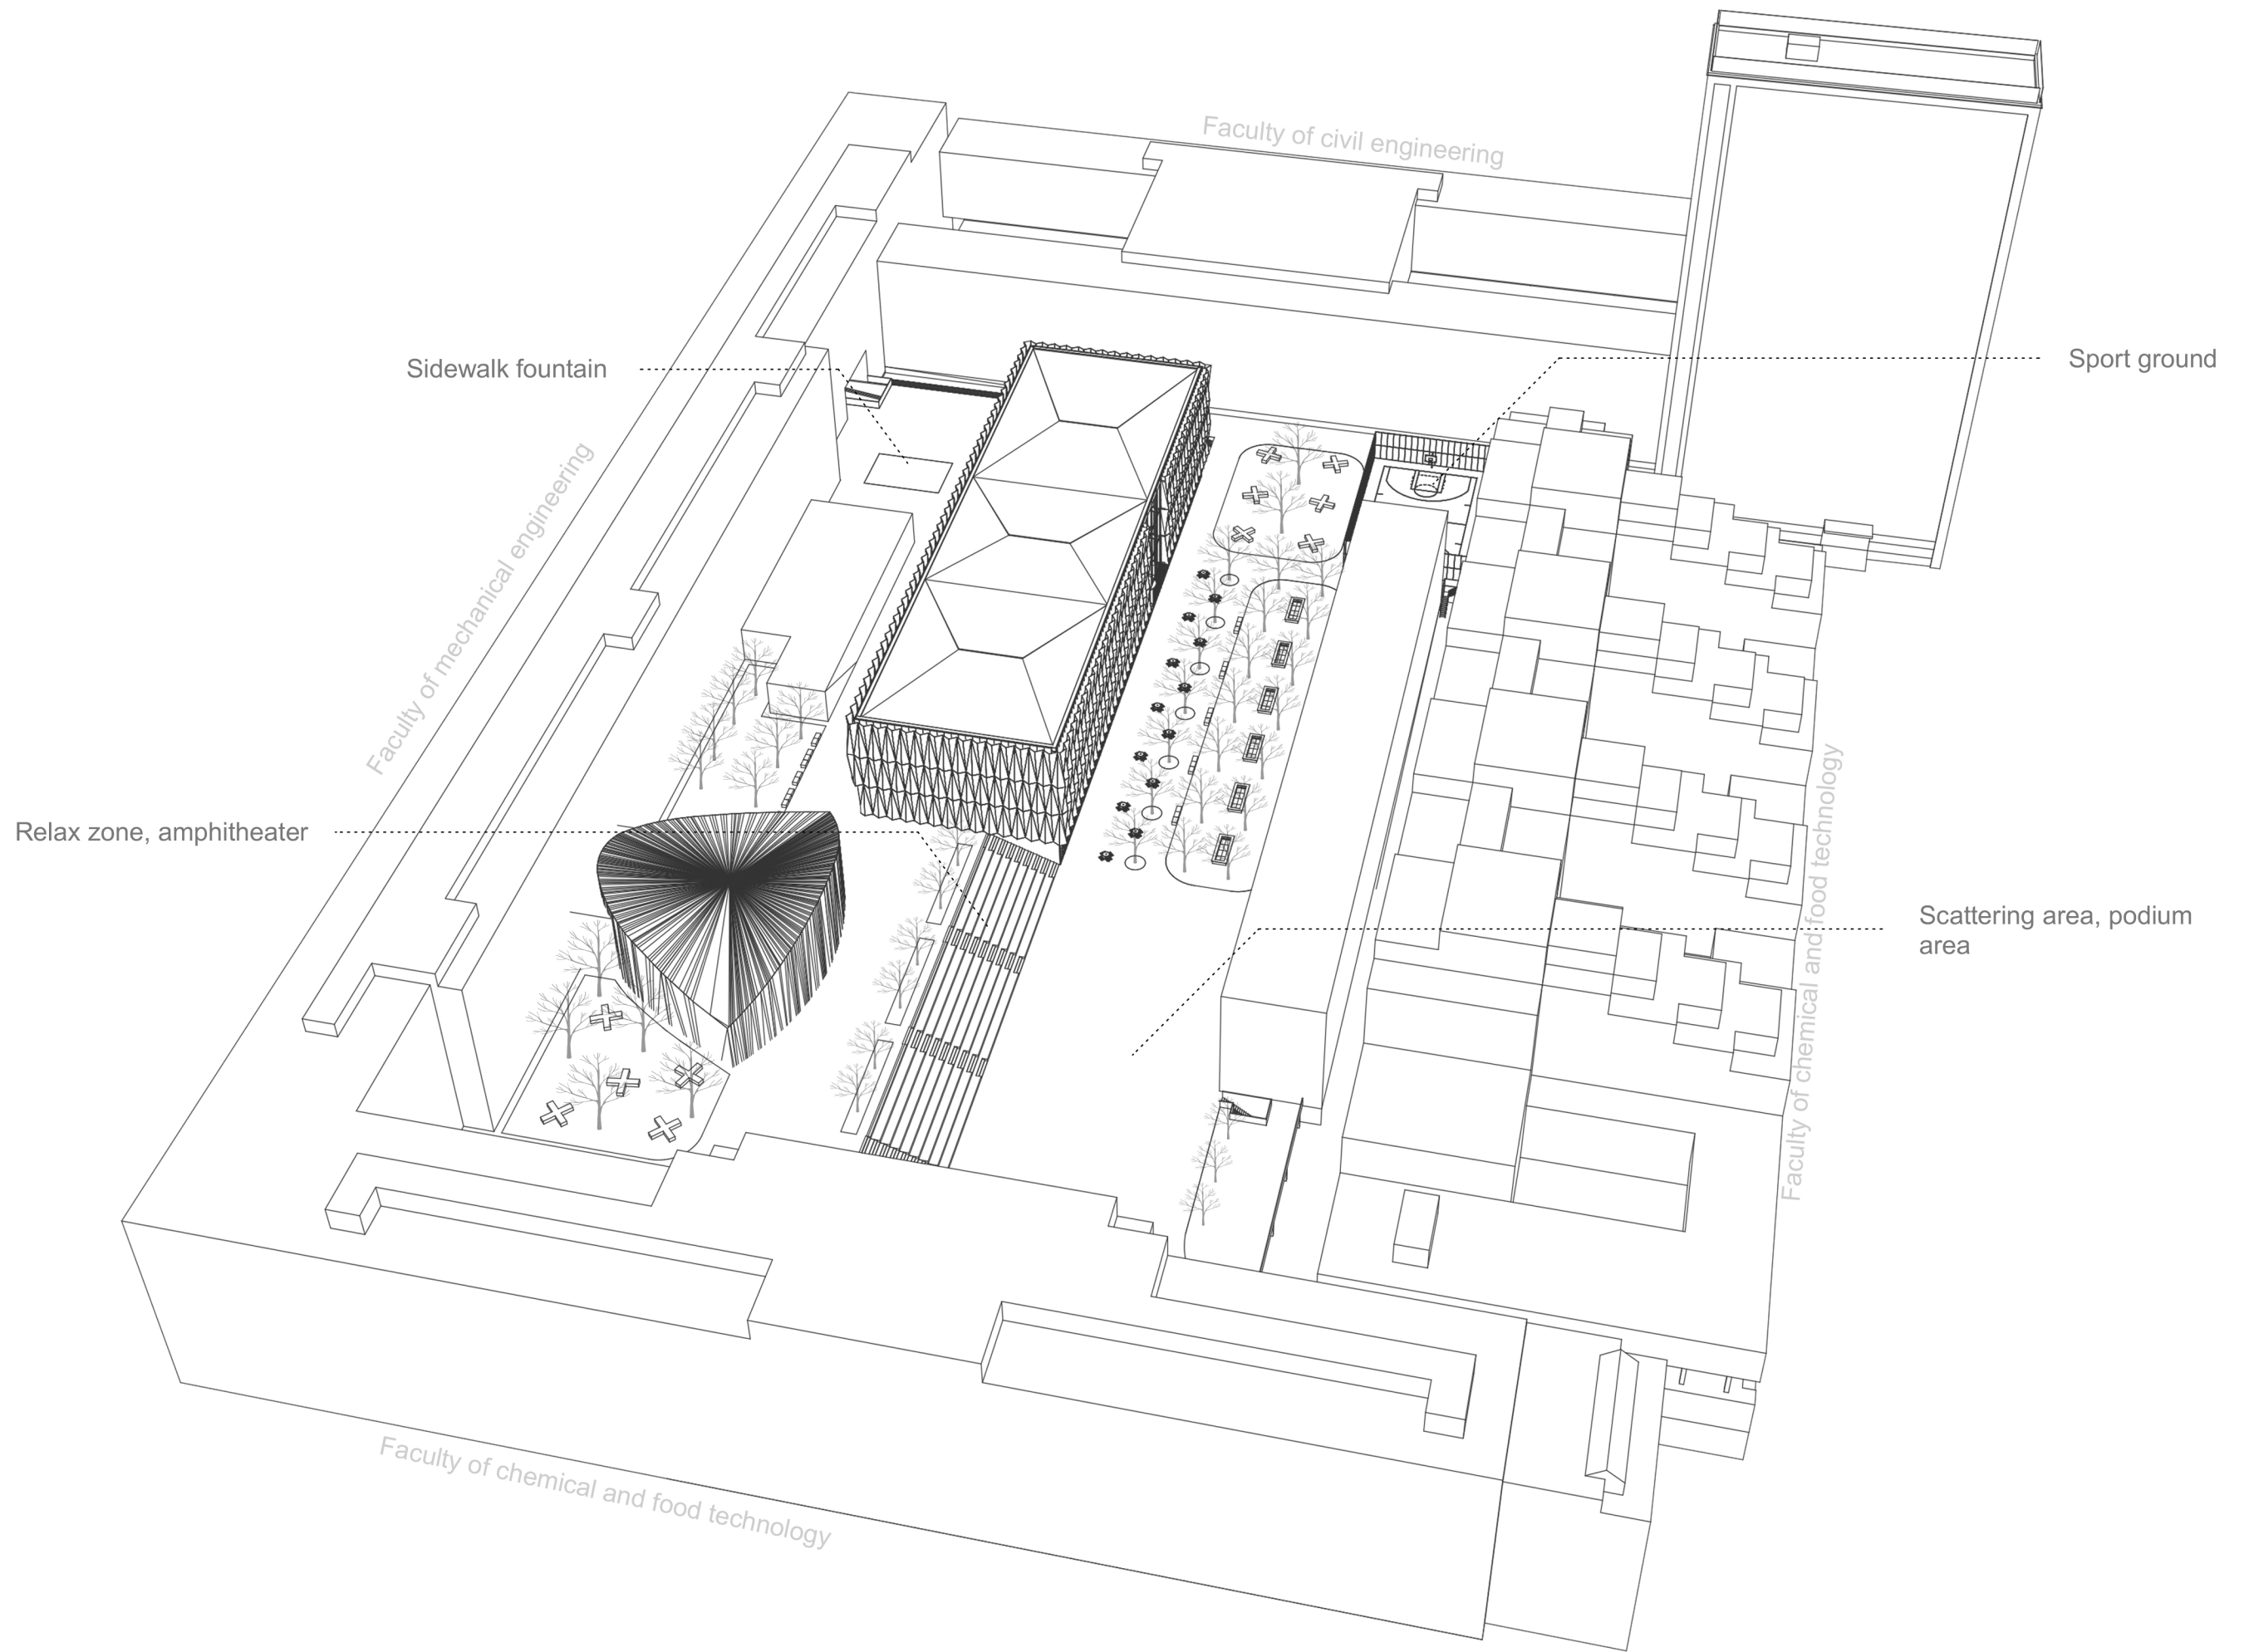 Faculty of civil engineering
Sidewalk fountain
Sport ground
Faculty of mechanical engineering
Relax zone, amphitheater
Scattering area, podium
area
Faculty of chemical and food technology
Faculty of chemical and food technology